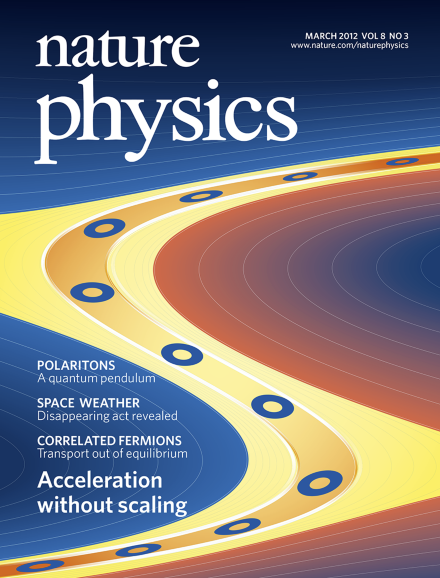 nature
physics
MARCH 2012 VOL 8 NO 3
www.nature.com/naturephysics
POLARITONS
A quantum pendulum
SPACE WEATHER
Disappearing act revealed
CORRELATED FERMIONS
Transport out of equilibrium
Acceleration
without scaling